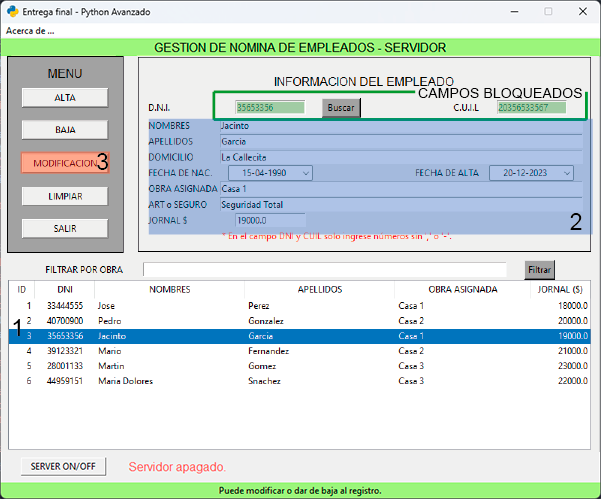 Entrega final - Python Avanzado
Acerca de ...
GESTION DE NOMINA DE EMPLEADOS - SERVIDOR
MENU
ALTA
BAJA
MODIFICACION
3
LIMPIAR
SALIR
INFORMACION DEL EMPLEADO
CAMPOS BLOQUEADOS
D.N.I. 35653356 Buscar C.U.I.L 20356533567
NOMBRES Jacinto
APELLIDOS Garcia
DOMICILIO La Callecita
FECHA DE NAC. 15-04-1990 FECHA DE ALTA 20-12-2023
OBRA ASIGNADA Casa 1
ART o SEGURO Seguridad Total
JORNAL $ 19000.0
2
* En el campo DNI y CUIL solo ingrese números sin ',' o '-'.
FILTRAR POR OBRA Filtrar
ID DNI NOMBRES APELLIDOS OBRA ASIGNADA JORNAL ($)
1 33444555 Jose Perez Casa 1 18000.0
1
2 40700900 Pedro Gonzalez Casa 2 20000.0
3 35653356 Jacinto Garcia Casa 1 19000.0
4 39123321 Mario Fernandez Casa 2 21000.0
5 28001133 Martin Gomez Casa 3 23000.0
6 44959151 Maria Dolores Snachez Casa 3 22000.0
SERVER ON/OFF Servidor apagado.
Puede modificar o dar de baja al registro.